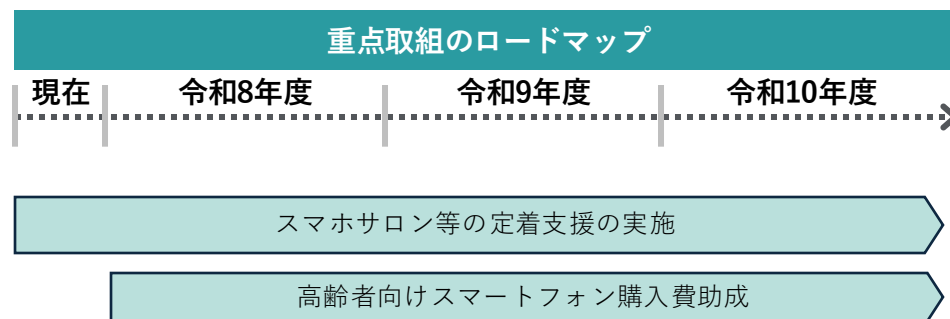 重点取組のロードマップ
現在 令和8年度 令和9年度 令和10年度
スマホサロン等の定着支援の実施
高齢者向けスマートフォン購入費助成